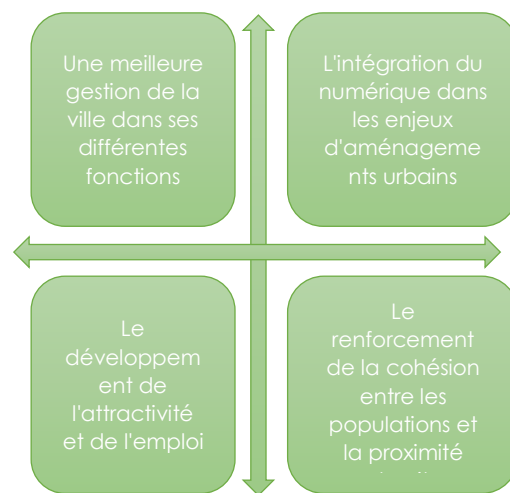 Une meilleure
gestion de la
ville dans ses
différentes
fonctions
L'intégration du
numérique dans
les enjeux
d'aménageme
nts urbains
Le
développem
ent de
l'attractivité
et de l'emploi
Le
renforcement
de la cohésion
entre les
populations et
la proximité